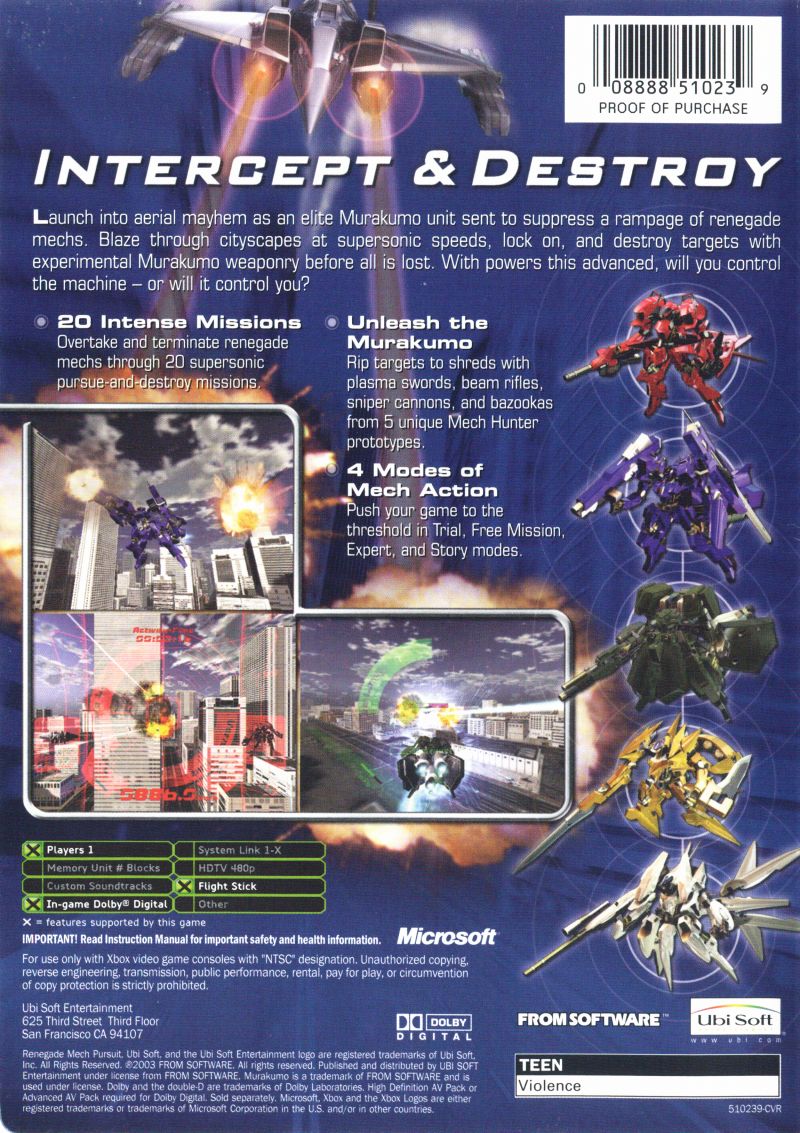 0 08888 51023 9
PROOF OF PURCHASE
INTERCEPT & DESTROY
Launch into aerial mayhem as an elite Murakumo unit sent to suppress a rampage of renegade
mechs. Blaze through cityscapes at supersonic speeds, lock on, and destroy targets with
experimental Murakumo weaponry before all is lost. With powers this advanced, will you control
the machine – or will it control you?
20 Intense Missions
Overtake and terminate renegade
mechs through 20 supersonic
pursue-and-destroy missions.
Unleash the
Murakumo
Rip targets to shreds with
plasma swords, beam rifles,
sniper cannons, and bazookas
from 5 unique Mech Hunter
prototypes.
4 Modes of
Mech Action
Push your game to the
threshold in Trial, Free Mission,
Expert, and Story modes.
5886.5
Players 1
System Link 1-X
Memory Unit # Blocks
HDTV 480p
Custom Soundtracks
Flight Stick
In-game Dolby® Digital
Other
X = features supported by this game
IMPORTANT! Read Instruction Manual for important safety and health information.
Microsoft®
For use only with Xbox video game consoles with "NTSC" designation. Unauthorized copying,
reverse engineering, transmission, public performance, rental, pay for play, or circumvention
of copy protection is strictly prohibited.
Ubi Soft Entertainment
625 Third Street Third Floor
San Francisco CA 94107
DOLBY
DIGITAL
FROMSOFTWARE™
Ubi Soft®
www.ubi.com
Renegade Mech Pursuit, Ubi Soft, and the Ubi Soft Entertainment logo are registered trademarks of Ubi Soft,
Inc. All Rights Reserved. ©2003 FROM SOFTWARE. All rights reserved. Published and distributed by UBI SOFT
Entertainment under license from FROM SOFTWARE. Murakumo is a trademark of FROM SOFTWARE and is
used under license. Dolby and the double-D are trademarks of Dolby Laboratories. High Definition AV Pack or
Advanced AV Pack required for Dolby Digital. Sold separately. Microsoft, Xbox and the Xbox Logos are either
registered trademarks or trademarks of Microsoft Corporation in the U.S. and/or in other countries.
TEEN
Violence
510239-CVR